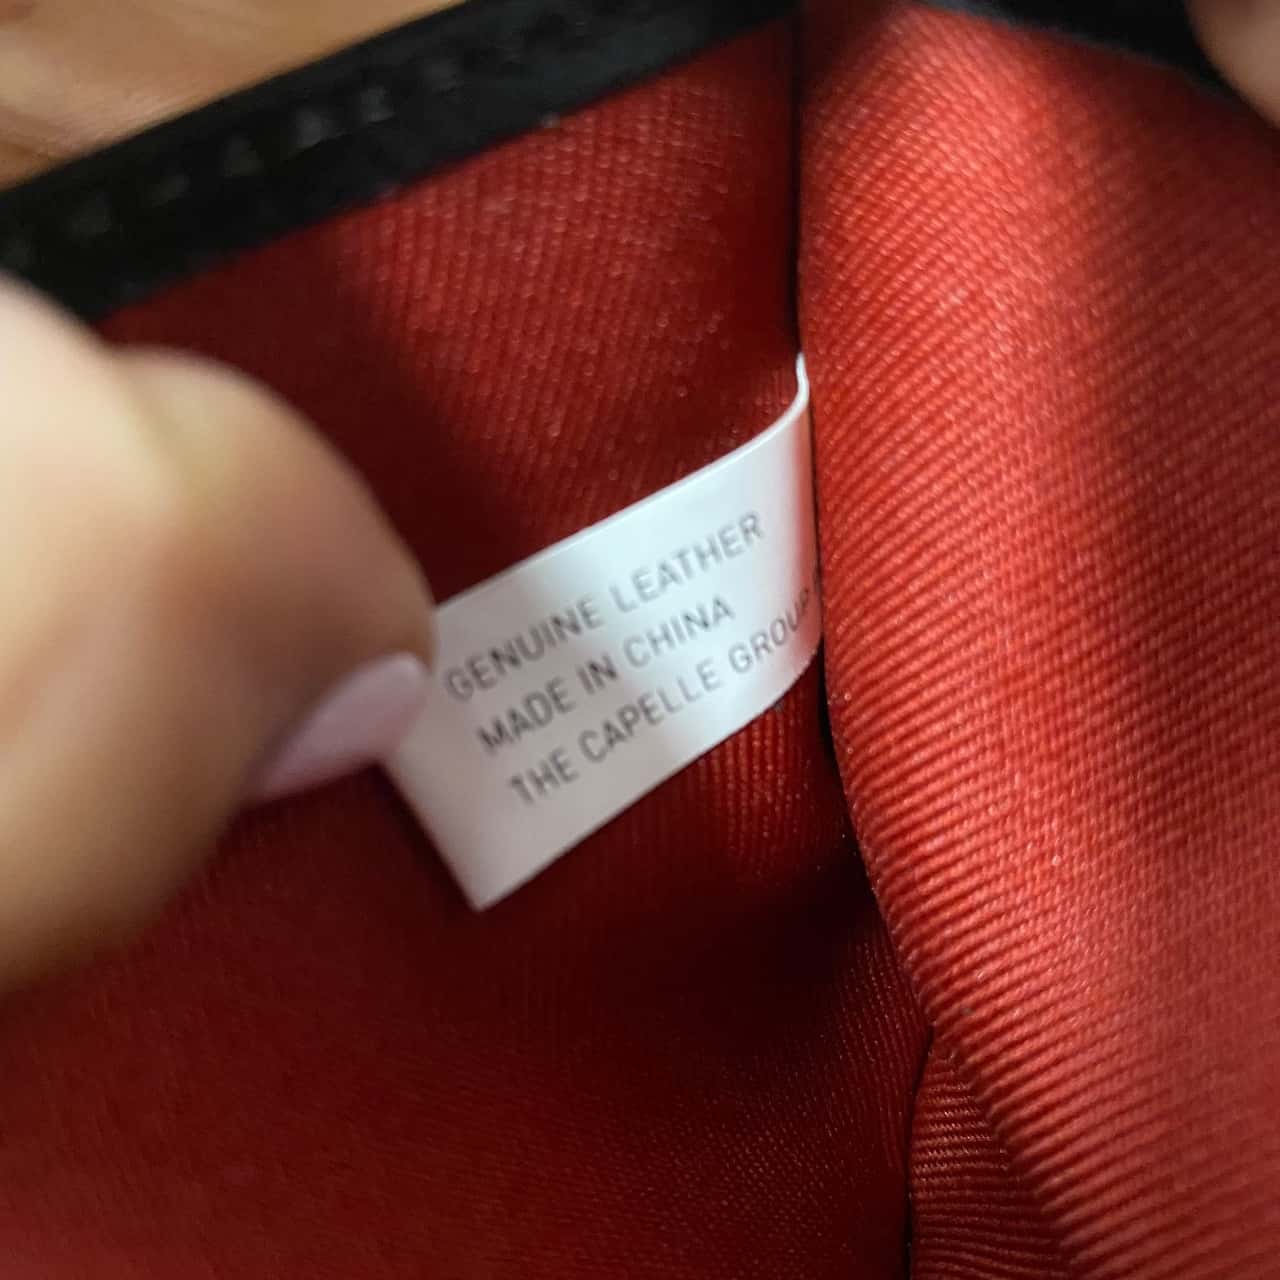 GENUINE LEATHER
MADE IN CHINA
THE CAPELLE GROUP